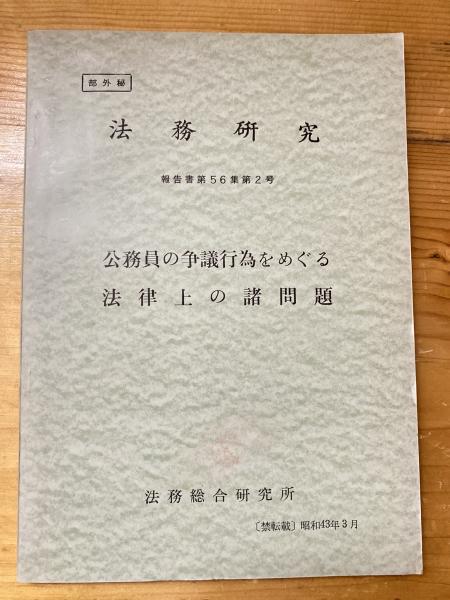 部外秘
法務研究
報告書第56集第2号
公務員の争議行為をめぐる
法律上の諸問題
法務総合研究所
〔禁転載〕昭和43年3月